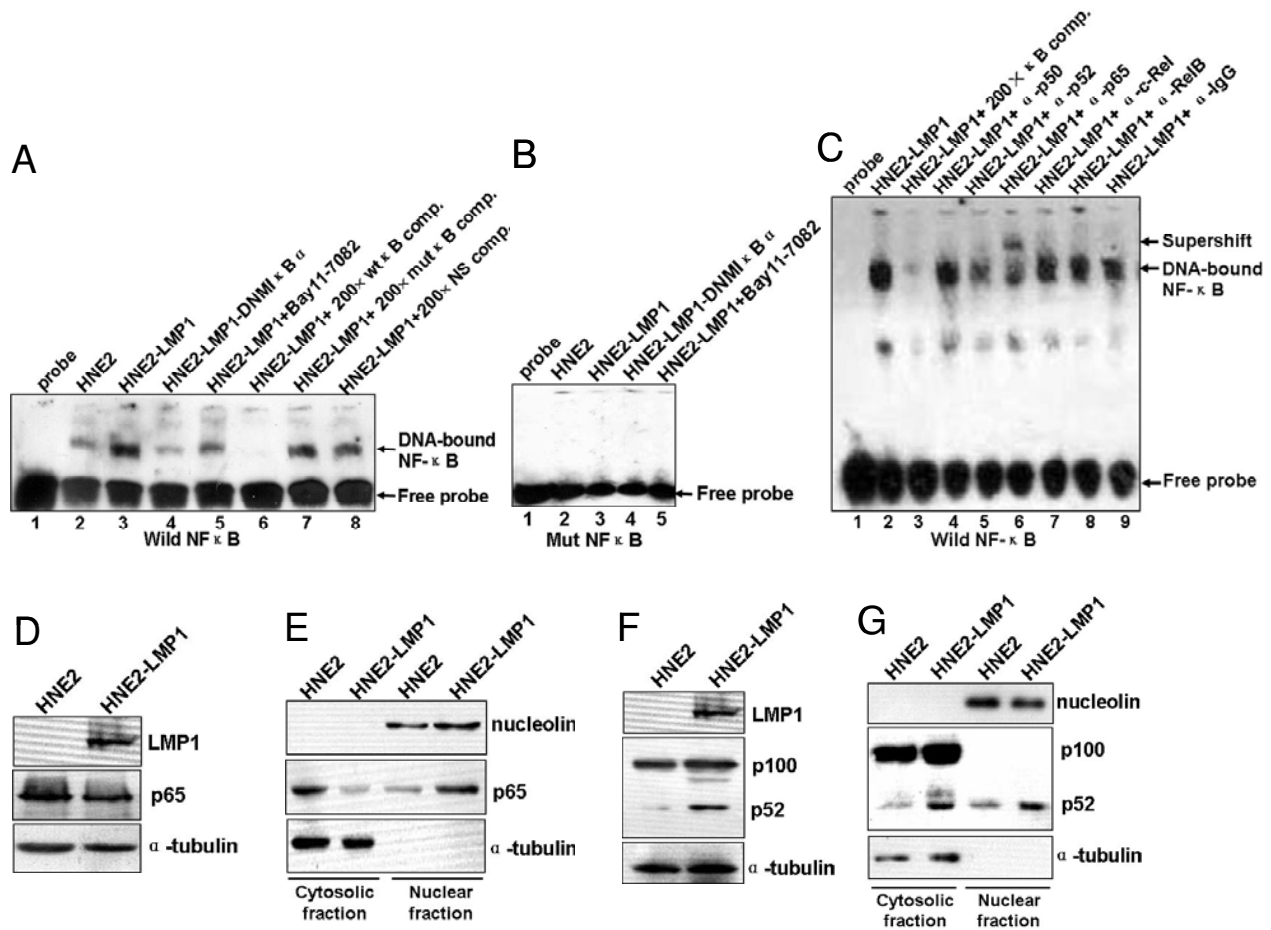 A
probe
HNE2
HNE2-LMP1
HNE2-LMP1-DNMIκBα
HNE2-LMP1+Bay11-7082
HNE2-LMP1+ 200× wt κB comp.
HNE2-LMP1+ 200× mut κB comp.
HNE2-LMP1+200× NS comp.
DNA-bound
NF-κB
Free probe
1 2 3 4 5 6 7 8
Wild NFκB
B
probe
HNE2
HNE2-LMP1
HNE2-LMP1-DNMIκBα
HNE2-LMP1+Bay11-7082
Free probe
1 2 3 4 5
Mut NFκB
C
probe
HNE2-LMP1
HNE2-LMP1+ 200×κB comp.
HNE2-LMP1+ α-p50
HNE2-LMP1+ α-p52
HNE2-LMP1+ α-p65
HNE2-LMP1+ α-c-Rel
HNE2-LMP1+ α-RelB
HNE2-LMP1+ α-IgG
Supershift
DNA-bound
NF-κB
Free probe
1 2 3 4 5 6 7 8 9
Wild NF-κB
D
HNE2
HNE2-LMP1
LMP1
p65
α-tubulin
E
HNE2
HNE2-LMP1
HNE2
HNE2-LMP1
nucleolin
p65
α-tubulin
Cytosolic
fraction
Nuclear
fraction
F
HNE2
HNE2-LMP1
LMP1
p100
p52
α-tubulin
G
HNE2
HNE2-LMP1
HNE2
HNE2-LMP1
nucleolin
p100
p52
α-tubulin
Cytosolic
fraction
Nuclear
fraction